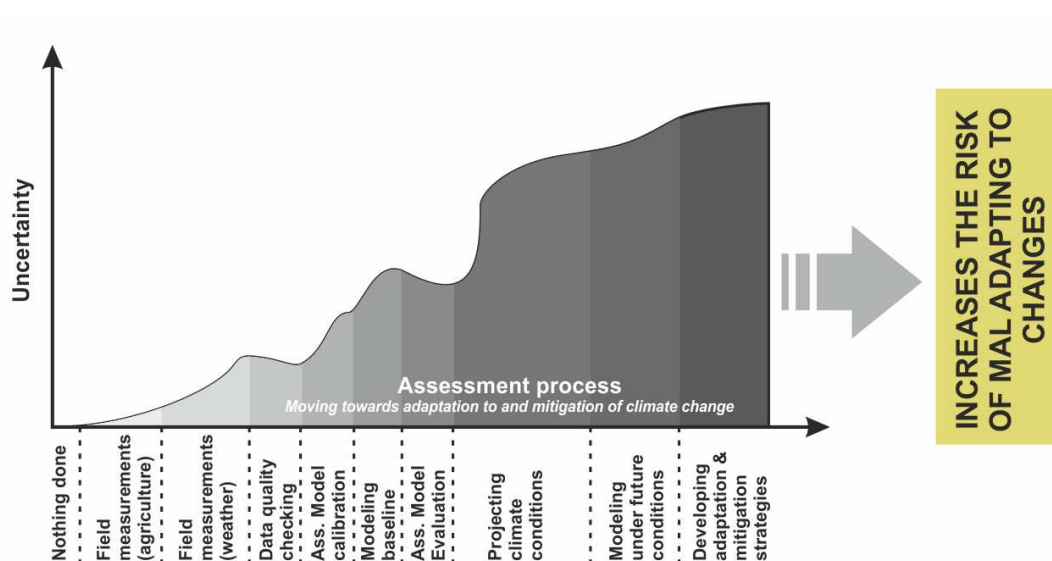 Uncertainty
Assessment process
Moving towards adaptation to and mitigation of climate change
Nothing done
Field
measurements
(agriculture)
Field
measurements
(weather)
Data quality
checking
Ass. Model
calibration
Modeling
baseline
Ass. Model
Evaluation
Projecting
climate
conditions
Modeling
under future
conditions
Developing
adaptation &
mitigation
strategies
INCREASES THE RISK
OF MAL ADAPTING TO
CHANGES